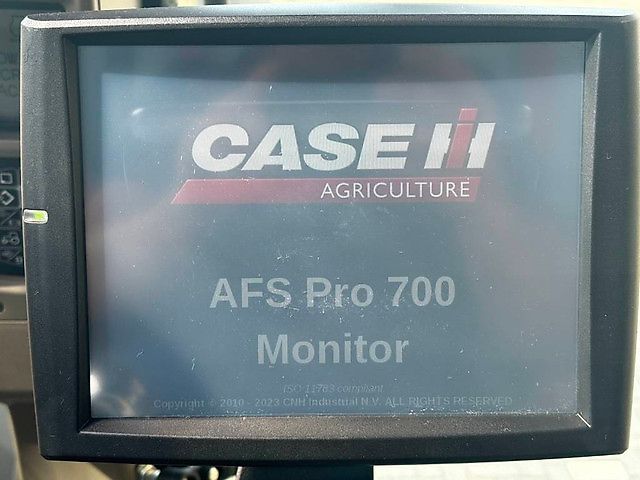 CASE IH
AGRICULTURE
AFS Pro 700
Monitor
ISO 11783 compliant
Copyright © 2010 - 2023 CNH Industrial N.V. ALL RIGHTS RESERVED